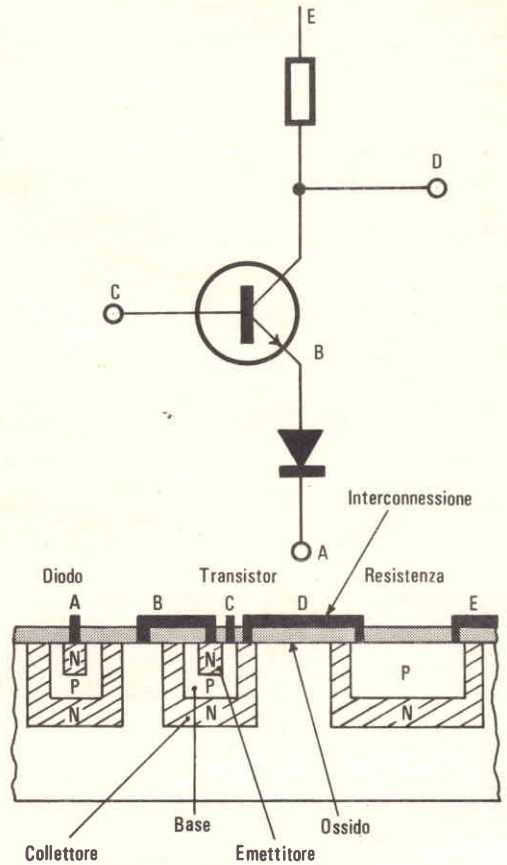 E
D
C
B
A
Interconnessione
Diodo Transistor Resistenza
A B C D E
N N
P P P
N N N
Base Ossido
Collettore Emettitore